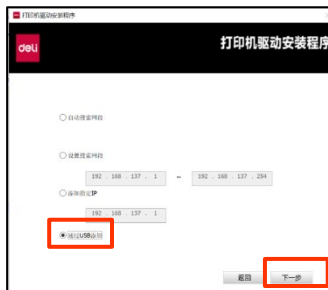 打印机驱动安装程序
deli
打印机驱动安装程序
自动搜索网段
设置搜索网段
192 . 168 . 137 . 1 ~ 192 . 168 . 137 . 254
添加指定IP
192 . 168 . 137 . 1
通过USB连接
返回 下一步